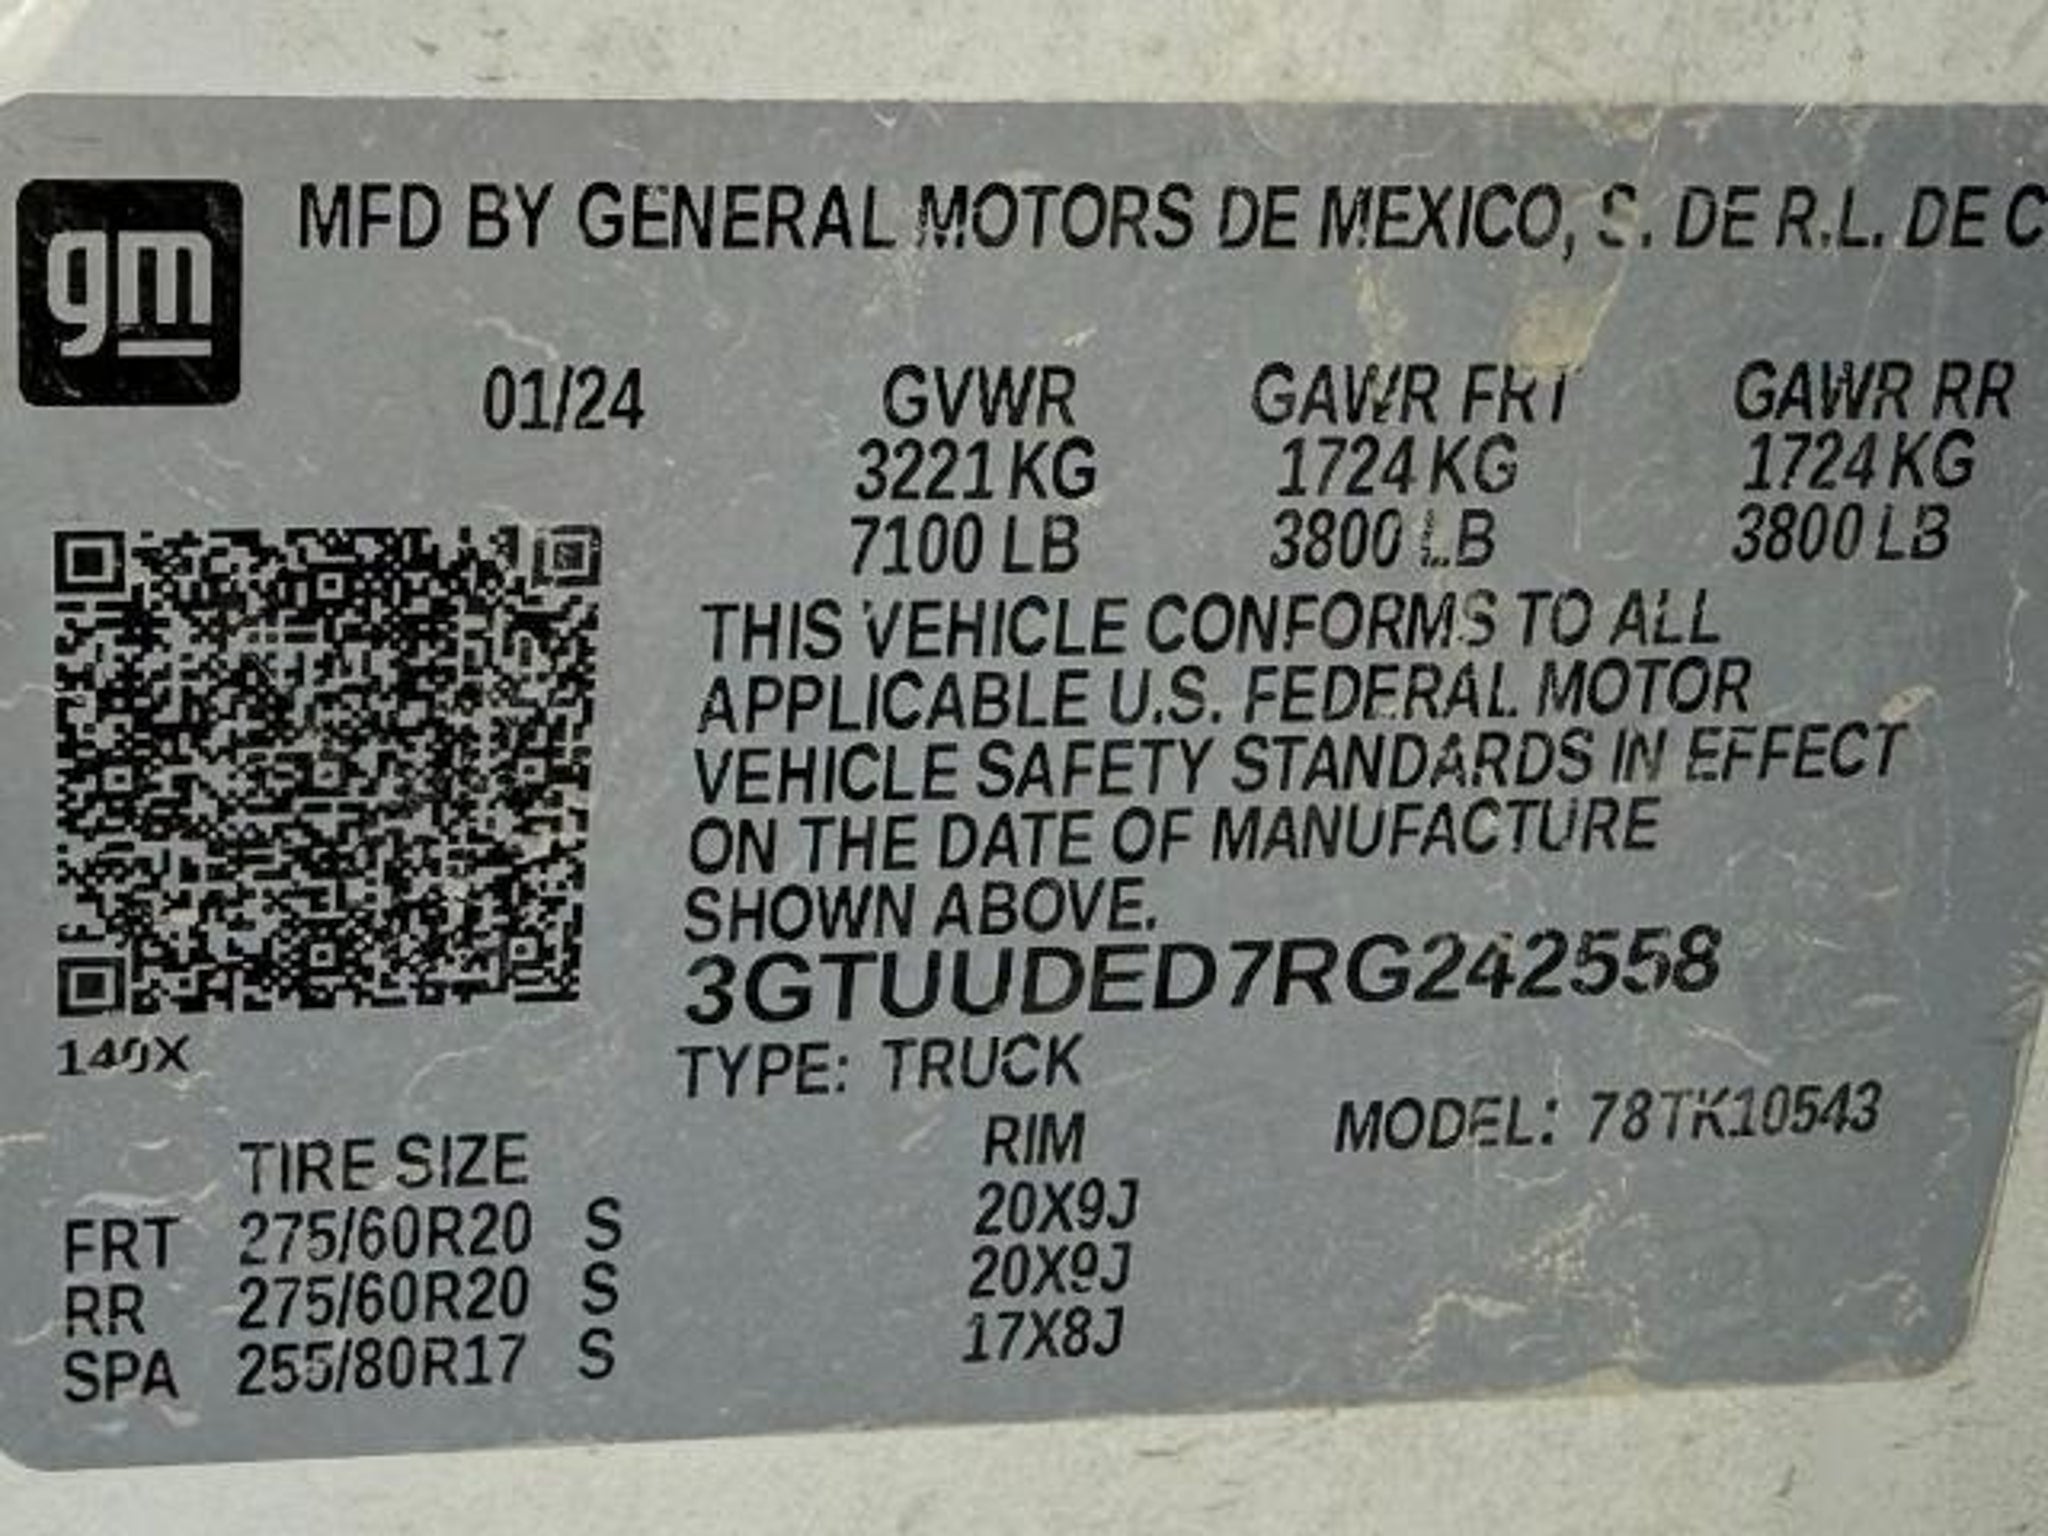 gm
MFD BY GENERAL MOTORS DE MEXICO, S. DE R.L. DE C
01/24 GVWR GAWR FRT GAWR RR
3221 KG 1724 KG 1724 KG
7100 LB 3800 LB 3800 LB
THIS VEHICLE CONFORMS TO ALL
APPLICABLE U.S. FEDERAL MOTOR
VEHICLE SAFETY STANDARDS IN EFFECT
ON THE DATE OF MANUFACTURE
SHOWN ABOVE.
3GTUUDED7RG242558
140X
TYPE: TRUCK
MODEL: 78TK10543
TIRE SIZE RIM
FRT 275/60R20 S 20X9J
RR 275/60R20 S 20X9J
SPA 255/80R17 S 17X8J